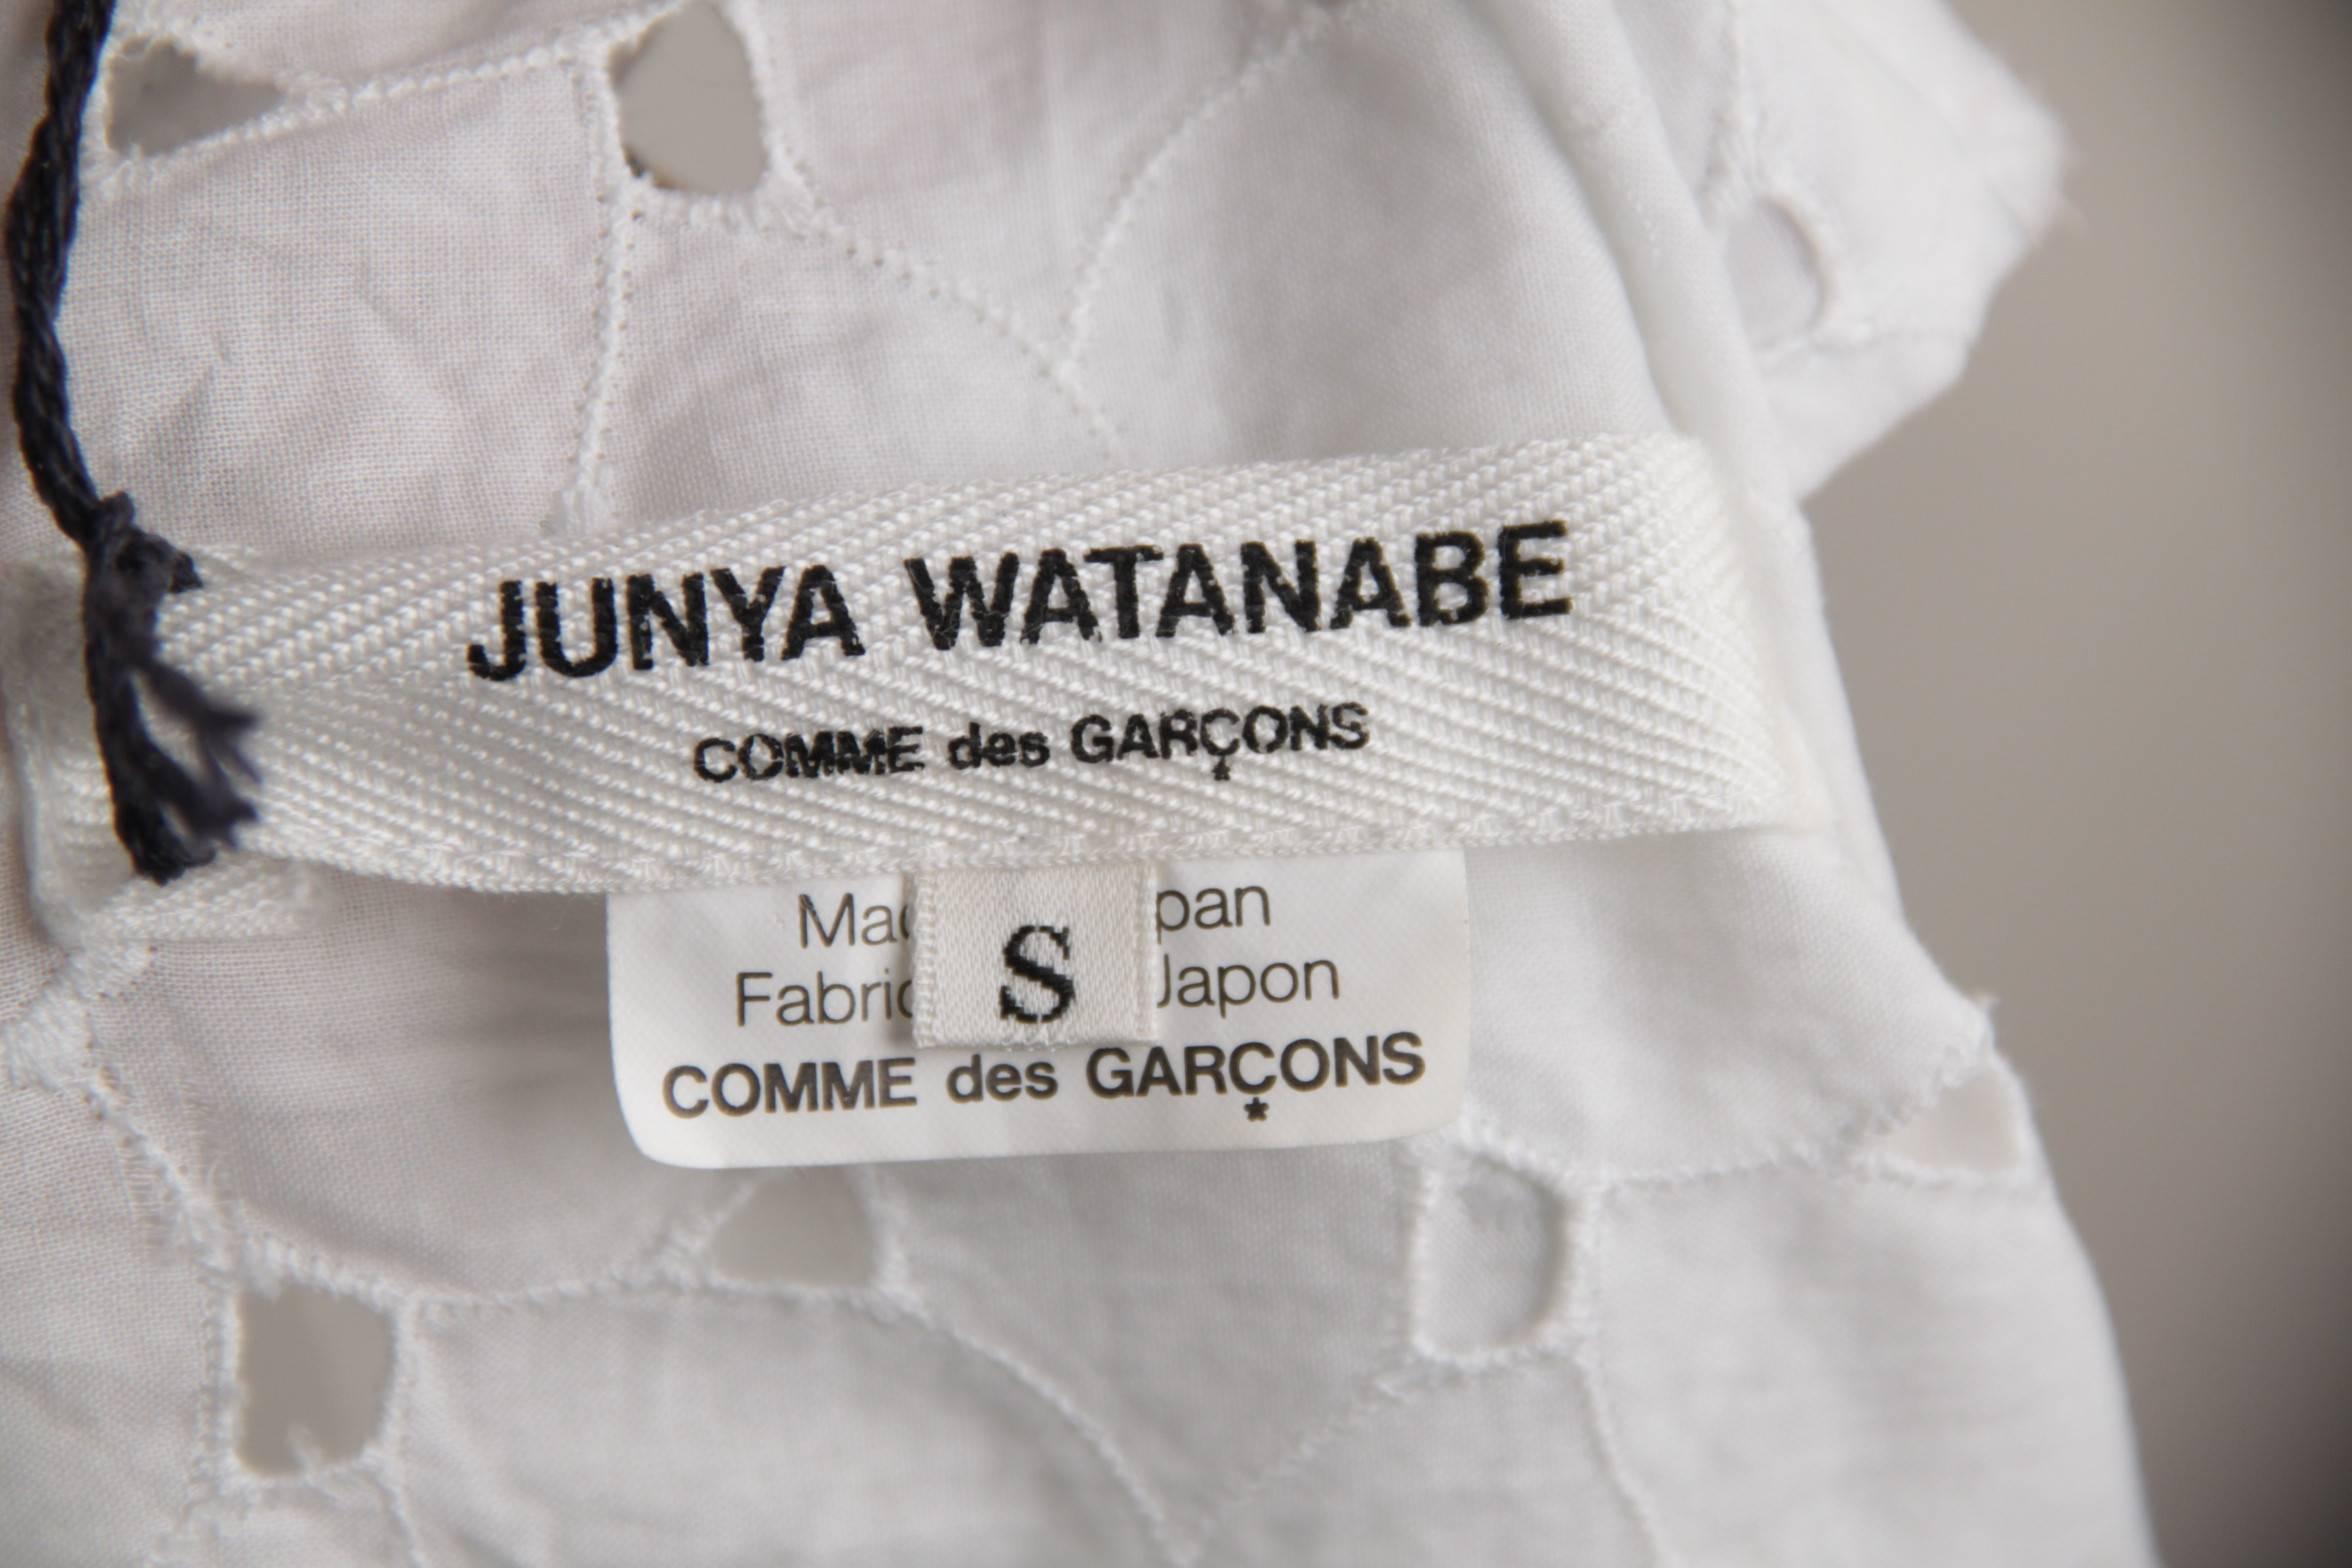 JUNYA WATANABE
COMME des GARÇONS
Mac S pan
Fabric Japon
COMME des GARÇONS